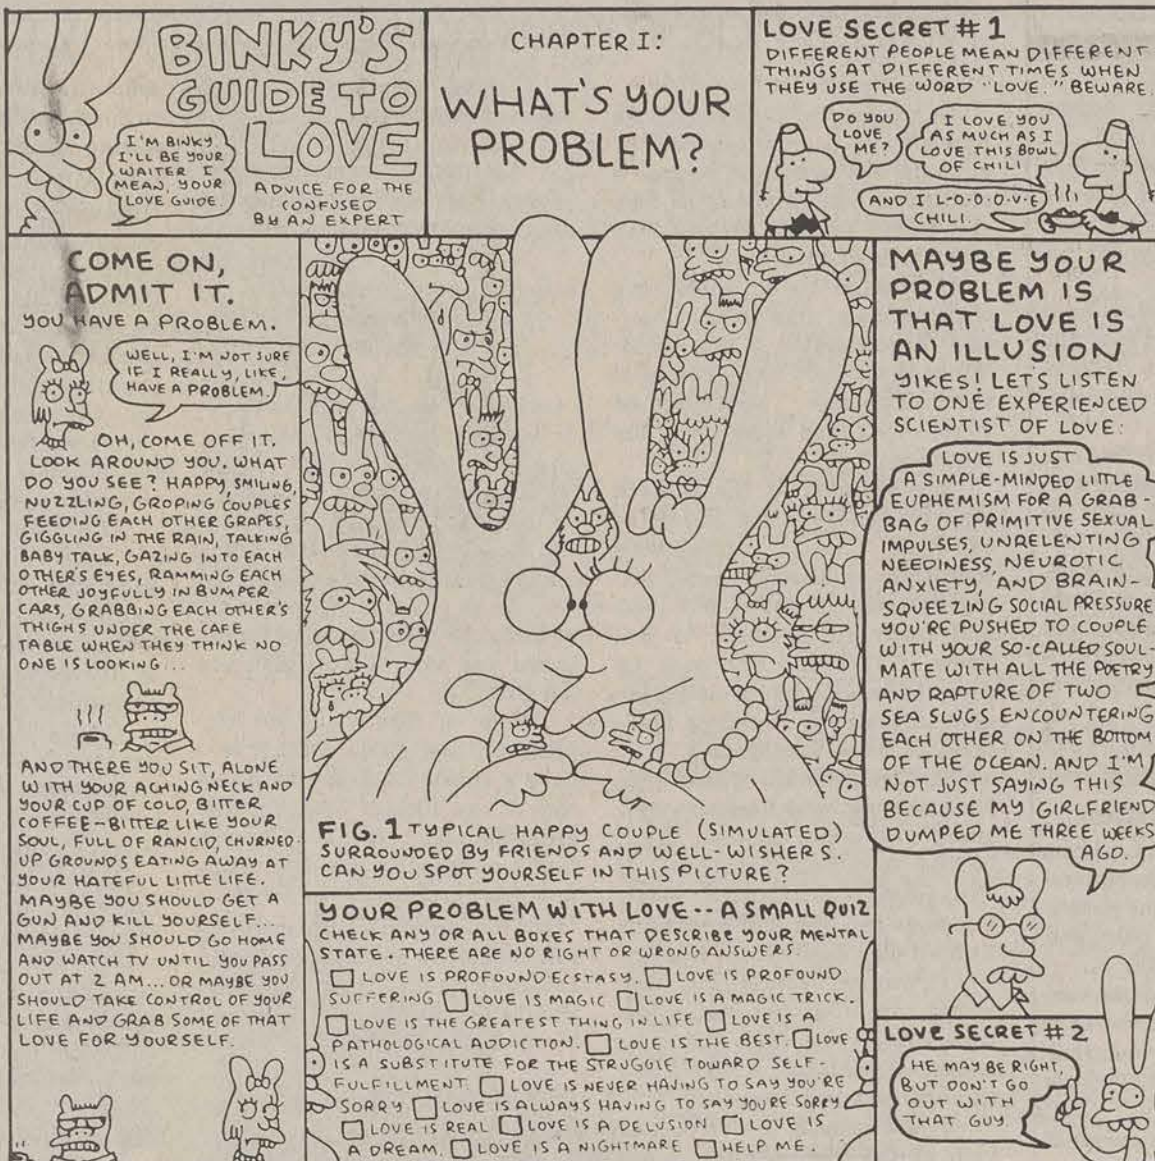 BINKY'S
GUIDE TO
LOVE
I'M BINKY
I'LL BE YOUR
WAITER I
MEAN, YOUR
LOVE GUIDE.
ADVICE FOR THE
CONFUSED
BY AN EXPERT
CHAPTER I:
WHAT'S YOUR
PROBLEM?
LOVE SECRET #1
DIFFERENT PEOPLE MEAN DIFFERENT
THINGS AT DIFFERENT TIMES WHEN
THEY USE THE WORD "LOVE." BEWARE.
DO YOU
LOVE
ME?
I LOVE YOU
AS MUCH AS I
LOVE THIS BOWL
OF CHILI
AND I L-O-O-O-V-E
CHILI.
COME ON,
ADMIT IT.
YOU HAVE A PROBLEM.
WELL, I'M NOT SURE
IF I REALLY, LIKE,
HAVE A PROBLEM.
OH, COME OFF IT.
LOOK AROUND YOU. WHAT
DO YOU SEE? HAPPY, SMILING,
NUZZLING, GROPING COUPLES
FEEDING EACH OTHER GRAPES,
GIGGLING IN THE RAIN, TALKING
BABY TALK, GAZING INTO EACH
OTHER'S EYES, RAMMING EACH
OTHER JOYFULLY IN BUMPER
CARS, GRABBING EACH OTHER'S
THIGHS UNDER THE CAFE
TABLE WHEN THEY THINK NO
ONE IS LOOKING...
AND THERE YOU SIT, ALONE
WITH YOUR ACHING NECK AND
YOUR CUP OF COLD, BITTER
COFFEE--BITTER LIKE YOUR
SOUL, FULL OF RANCID, CHURNED-
UP GROUNDS EATING AWAY AT
YOUR HATEFUL LITTLE LIFE.
MAYBE YOU SHOULD GET A
GUN AND KILL YOURSELF...
MAYBE YOU SHOULD GO HOME
AND WATCH TV UNTIL YOU PASS
OUT AT 2 AM... OR MAYBE YOU
SHOULD TAKE CONTROL OF YOUR
LIFE AND GRAB SOME OF THAT
LOVE FOR YOURSELF.
FIG. 1 TYPICAL HAPPY COUPLE (SIMULATED)
SURROUNDED BY FRIENDS AND WELL-WISHERS.
CAN YOU SPOT YOURSELF IN THIS PICTURE?
YOUR PROBLEM WITH LOVE--A SMALL QUIZ
CHECK ANY OR ALL BOXES THAT DESCRIBE YOUR MENTAL
STATE. THERE ARE NO RIGHT OR WRONG ANSWERS.
☐ LOVE IS PROFOUND ECSTASY. ☐ LOVE IS PROFOUND
SUFFERING ☐ LOVE IS MAGIC ☐ LOVE IS A MAGIC TRICK.
☐ LOVE IS THE GREATEST THING IN LIFE ☐ LOVE IS A
PATHOLOGICAL ADDICTION. ☐ LOVE IS THE BEST. ☐ LOVE
IS A SUBSTITUTE FOR THE STRUGGLE TOWARD SELF-
FULFILLMENT. ☐ LOVE IS NEVER HAVING TO SAY YOU'RE
SORRY ☐ LOVE IS ALWAYS HAVING TO SAY YOU'RE SORRY
☐ LOVE IS REAL ☐ LOVE IS A DELUSION ☐ LOVE IS
A DREAM. ☐ LOVE IS A NIGHTMARE ☐ HELP ME.
MAYBE YOUR
PROBLEM IS
THAT LOVE IS
AN ILLUSION
YIKES! LET'S LISTEN
TO ONE EXPERIENCED
SCIENTIST OF LOVE:
LOVE IS JUST
A SIMPLE-MINDED LITTLE
EUPHEMISM FOR A GRAB-
BAG OF PRIMITIVE SEXUAL
IMPULSES, UNRELENTING
NEEDINESS, NEUROTIC
ANXIETY, AND BRAIN-
SQUEEZING SOCIAL PRESSURE
YOU'RE PUSHED TO COUPLE
WITH YOUR SO-CALLED SOUL-
MATE WITH ALL THE POETRY
AND RAPTURE OF TWO
SEA SLUGS ENCOUNTERING
EACH OTHER ON THE BOTTOM
OF THE OCEAN. AND I'M
NOT JUST SAYING THIS
BECAUSE MY GIRLFRIEND
DUMPED ME THREE WEEKS
AGO.
LOVE SECRET #2
HE MAY BE RIGHT,
BUT DON'T GO
OUT WITH
THAT GUY.